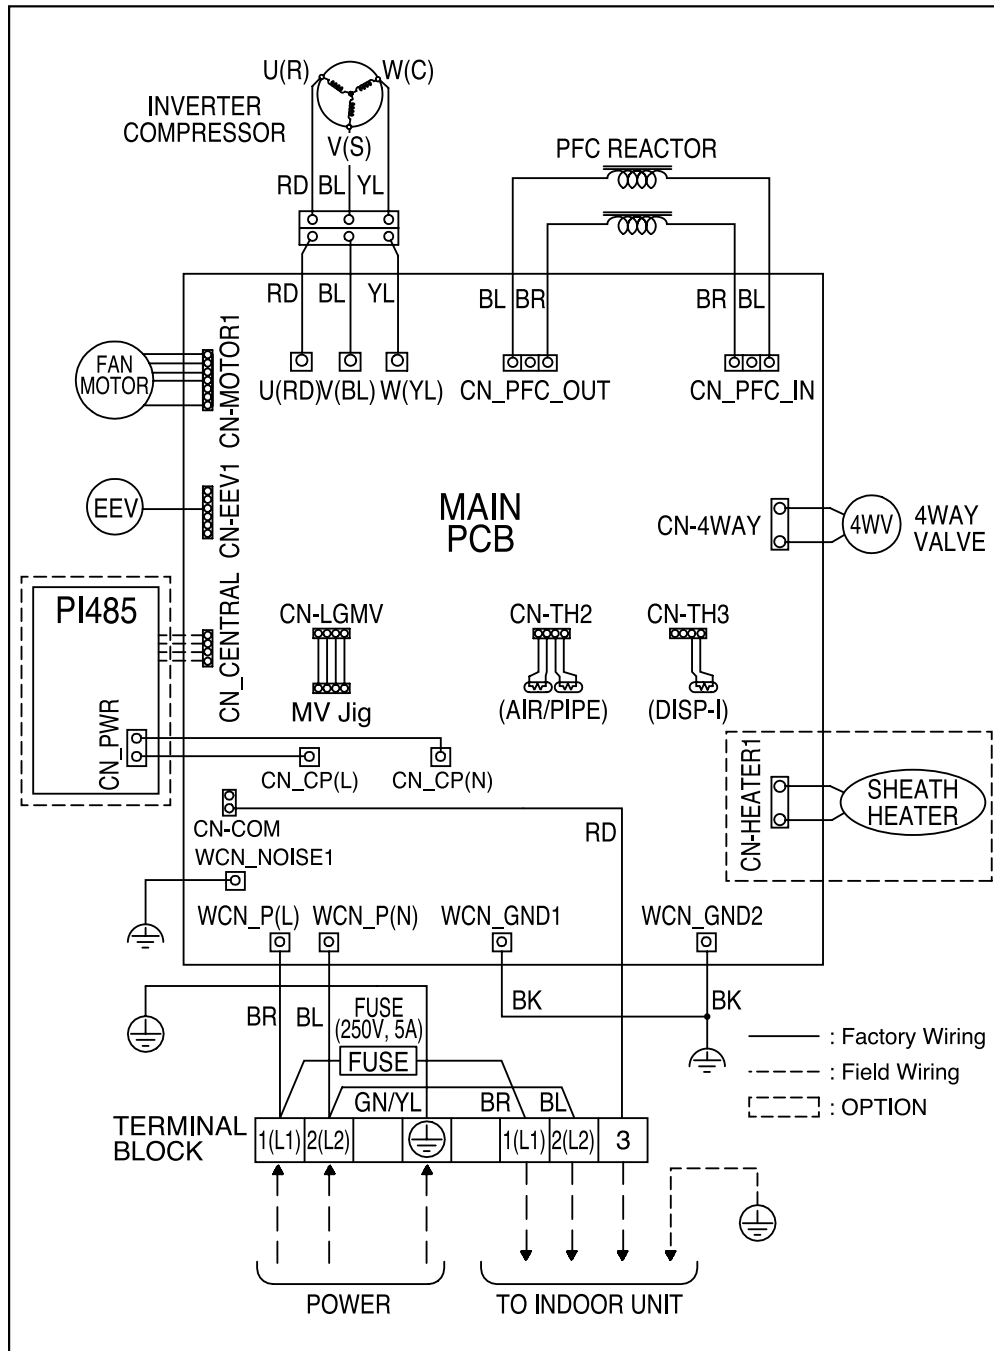 U(R) W(C)
INVERTER
COMPRESSOR
V(S)
RD BL YL
PFC REACTOR
RD BL YL
BL BR
BR BL
FAN
MOTOR
CN-MOTOR1
U(RD) V(BL) W(YL)
CN_PFC_OUT
CN_PFC_IN
EEV
CN-EEV1
MAIN
PCB
CN-4WAY
4WV
4WAY
VALVE
PI485
CN_CENTRAL
CN-LGMV
MV Jig
CN-TH2
(AIR/PIPE)
CN-TH3
(DISP-I)
CN_PWR
CN_CP(L)
CN_CP(N)
CN-HEATER1
SHEATH
HEATER
CN-COM
RD
WCN_NOISE1
WCN_P(L) WCN_P(N) WCN_GND1 WCN_GND2
BR BL
FUSE
(250V, 5A)
FUSE
BK
BK
GN/YL
BR BL
: Factory Wiring
: Field Wiring
: OPTION
TERMINAL
BLOCK
1(L1) 2(L2) 1(L1) 2(L2) 3
POWER
TO INDOOR UNIT